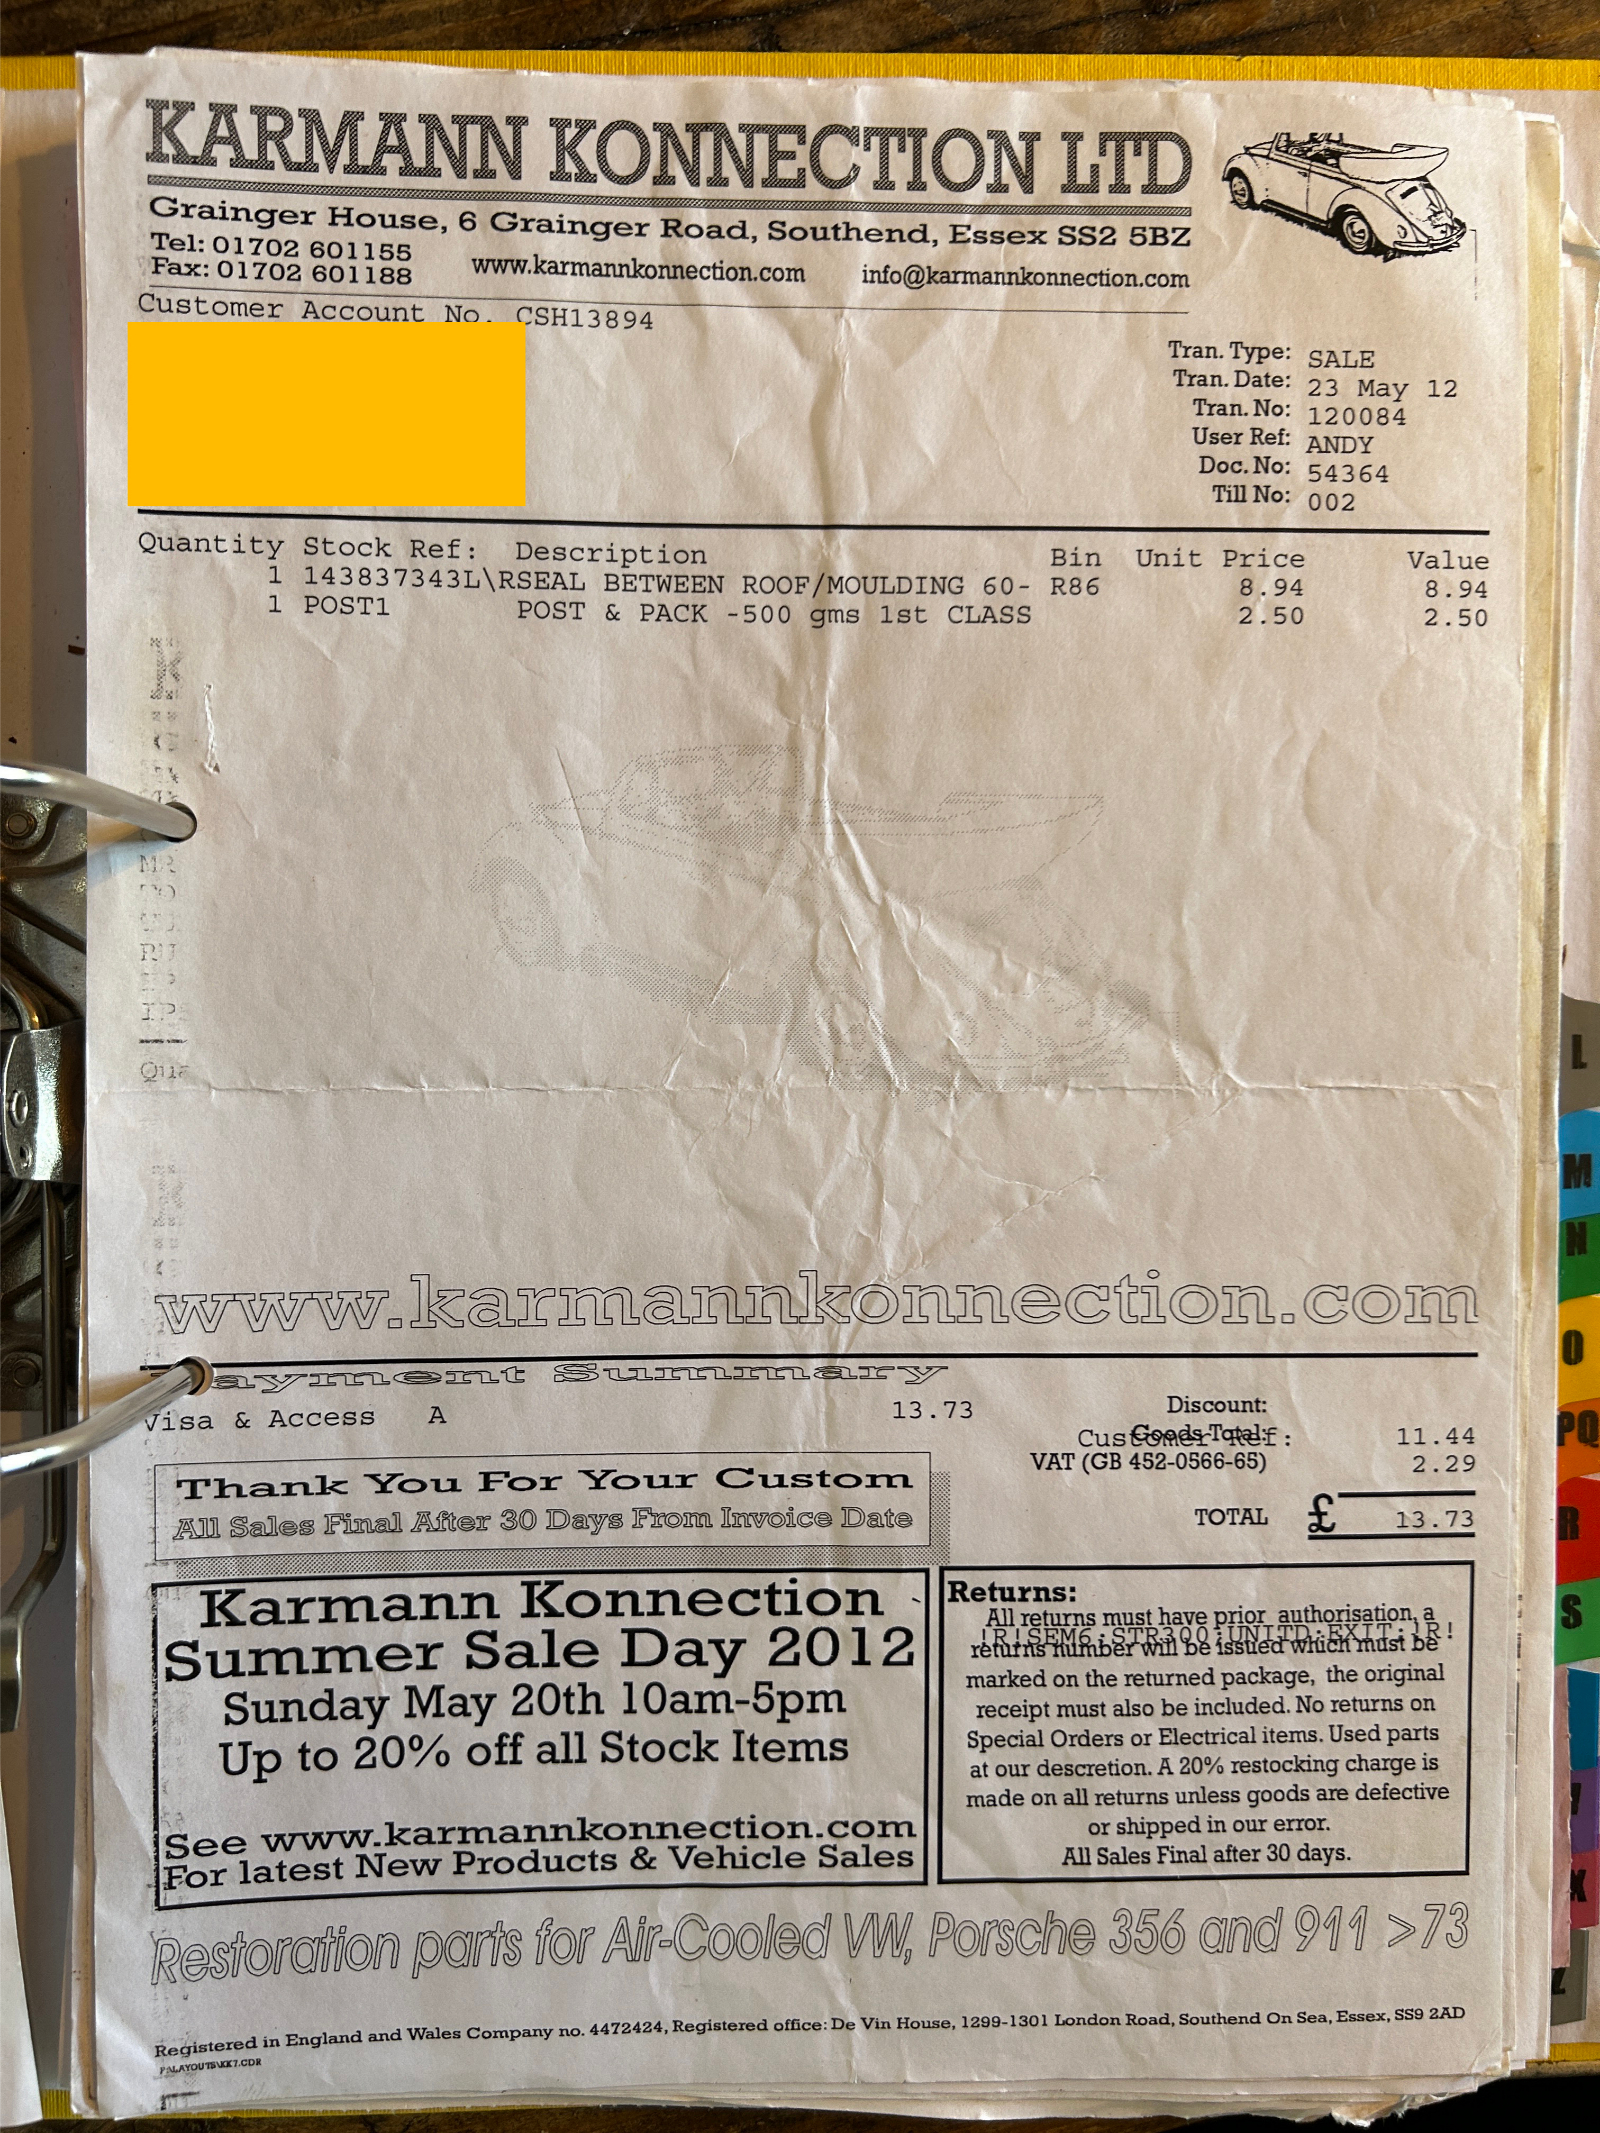 KARMANN KONNECTION LTD
Grainger House, 6 Grainger Road, Southend, Essex SS2 5BZ
Tel: 01702 601155
Fax: 01702 601188 www.karmannkonnection.com info@karmannkonnection.com
Customer Account No. CSH13894
Tran. Type: SALE
Tran. Date: 23 May 12
Tran. No: 120084
User Ref: ANDY
Doc. No: 54364
Till No: 002
Quantity Stock Ref: Description Bin Unit Price Value
1 143837343L\RSEAL BETWEEN ROOF/MOULDING 60- R86 8.94 8.94
1 POST1 POST & PACK -500 gms 1st CLASS 2.50 2.50
www.karmannkonnection.com
Payment Summary
Visa & Access A 13.73
Discount:
Goods Total:
Customer Ref: 11.44
VAT (GB 452-0566-65) 2.29
TOTAL £ 13.73
Thank You For Your Custom
All Sales Final After 30 Days From Invoice Date
Karmann Konnection
Summer Sale Day 2012
Sunday May 20th 10am-5pm
Up to 20% off all Stock Items
See www.karmannkonnection.com
For latest New Products & Vehicle Sales
Returns:
All returns must have prior authorisation, a
!R!SEM6;STR300;UNITD;EXIT;!R!
returns number will be issued which must be
marked on the returned package, the original
receipt must also be included. No returns on
Special Orders or Electrical items. Used parts
at our descretion. A 20% restocking charge is
made on all returns unless goods are defective
or shipped in our error.
All Sales Final after 30 days.
Restoration parts for Air-Cooled VW, Porsche 356 and 911 >73
Registered in England and Wales Company no. 4472424, Registered office: De Vin House, 1299-1301 London Road, Southend On Sea, Essex, SS9 2AD
L
M
N
O
PQ
R
S
X
Z